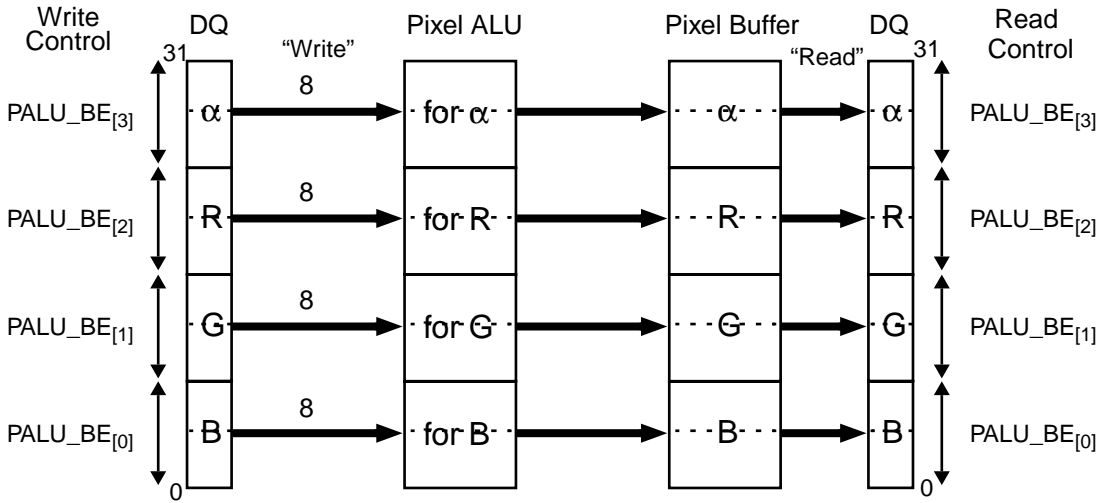 Write
Control
DQ
Pixel ALU
Pixel Buffer
DQ
Read
Control
31
“Write”
“Read”
31
8
PALU_BE[3]
α
for α
α
α
PALU_BE[3]
8
PALU_BE[2]
R
for R
R
R
PALU_BE[2]
8
PALU_BE[1]
G
for G
G
G
PALU_BE[1]
8
PALU_BE[0]
B
for B
B
B
PALU_BE[0]
0
0